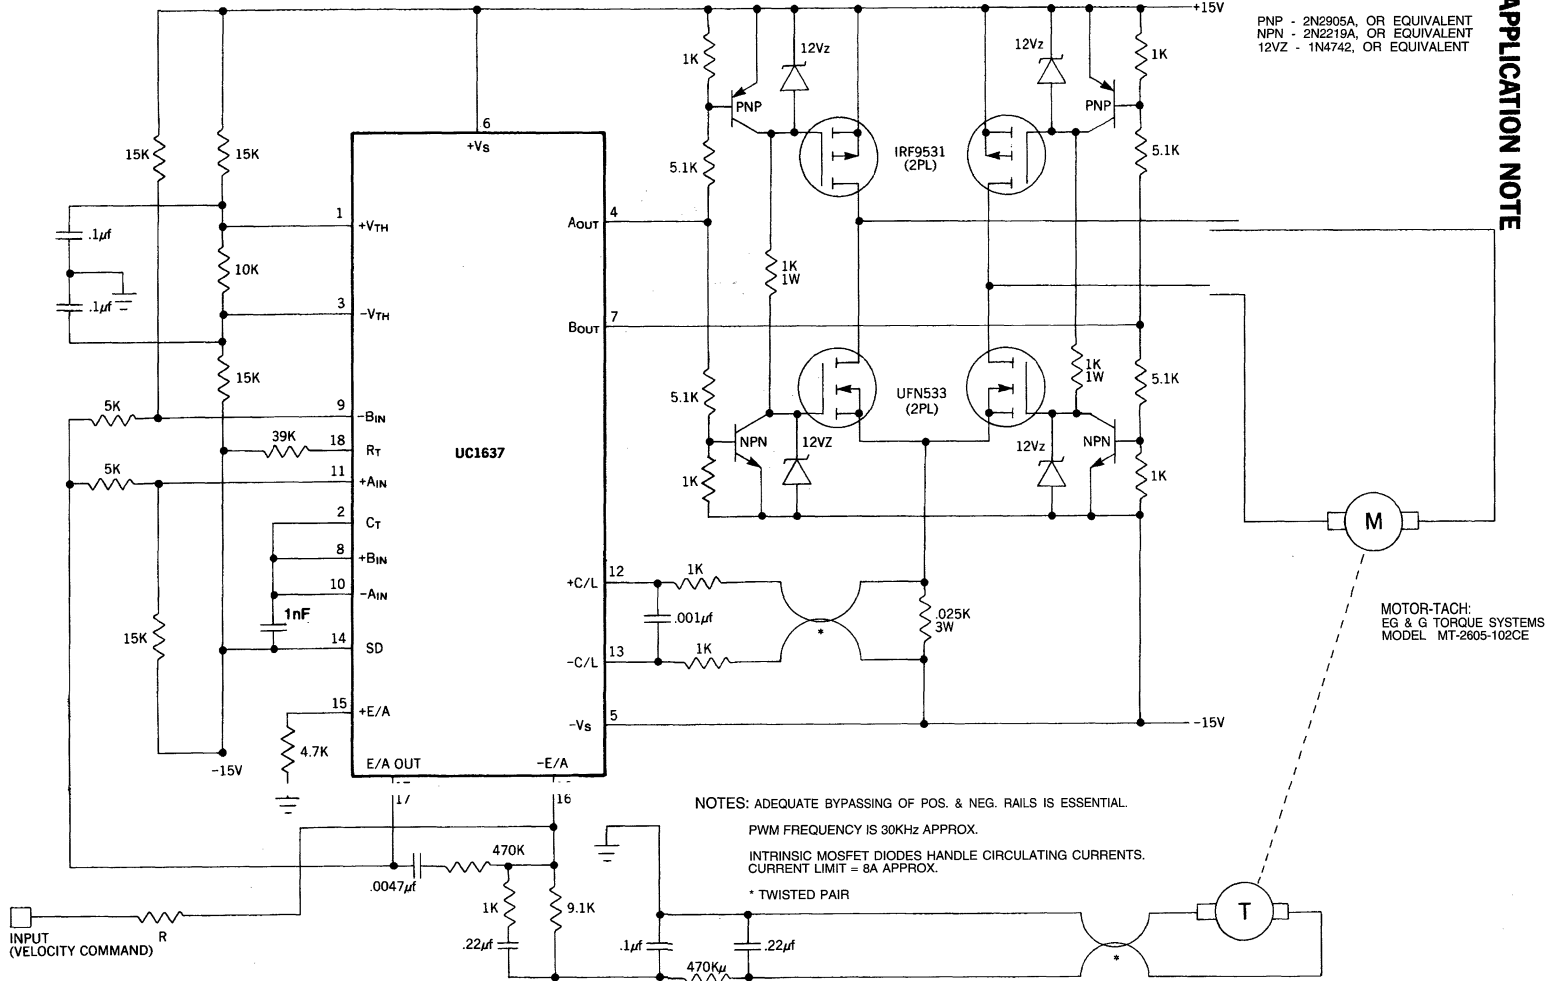 +15V
PNP - 2N2905A, OR EQUIVALENT
NPN - 2N2219A, OR EQUIVALENT
12VZ - 1N4742, OR EQUIVALENT
APPLICATION NOTE
1K
12Vz
12Vz
1K
PNP
PNP
6
+Vs
15K
15K
IRF9531
(2PL)
5.1K
5.1K
1
+VTH
4
AOUT
.1µf
10K
1K
1W
.1µf
3
-VTH
7
BOUT
15K
1K
1W
5.1K
5.1K
UFN533
(2PL)
5K
9
-BIN
39K
18
RT
UC1637
NPN
12VZ
12Vz
NPN
5K
11
+AIN
1K
1K
2
CT
M
8
+BIN
10
-AIN
12
+C/L
1K
1nF
.001µf
.025K
3W
*
MOTOR-TACH:
EG & G TORQUE SYSTEMS
MODEL MT-2605-102CE
15K
14
SD
13
-C/L
1K
15
+E/A
5
-Vs
-15V
4.7K
-15V
E/A OUT
-E/A
17
16
NOTES: ADEQUATE BYPASSING OF POS. & NEG. RAILS IS ESSENTIAL.
PWM FREQUENCY IS 30KHz APPROX.
INTRINSIC MOSFET DIODES HANDLE CIRCULATING CURRENTS.
CURRENT LIMIT = 8A APPROX.
* TWISTED PAIR
470K
.0047µf
1K
9.1K
T
INPUT
(VELOCITY COMMAND)
R
.22µf
.1µf
.22µf
470Kµ
*